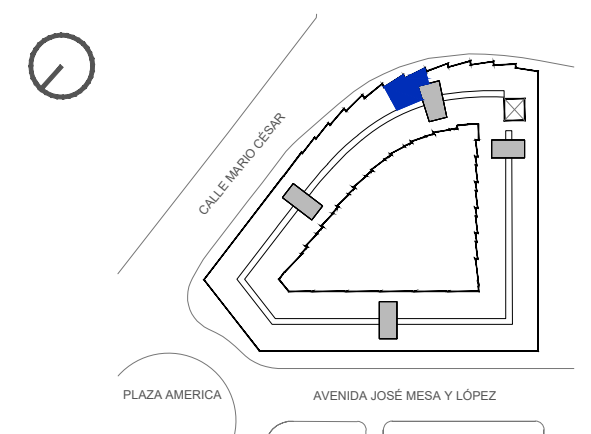 CALLE MARIO CÉSAR
PLAZA AMERICA
AVENIDA JOSÉ MESA Y LÓPEZ